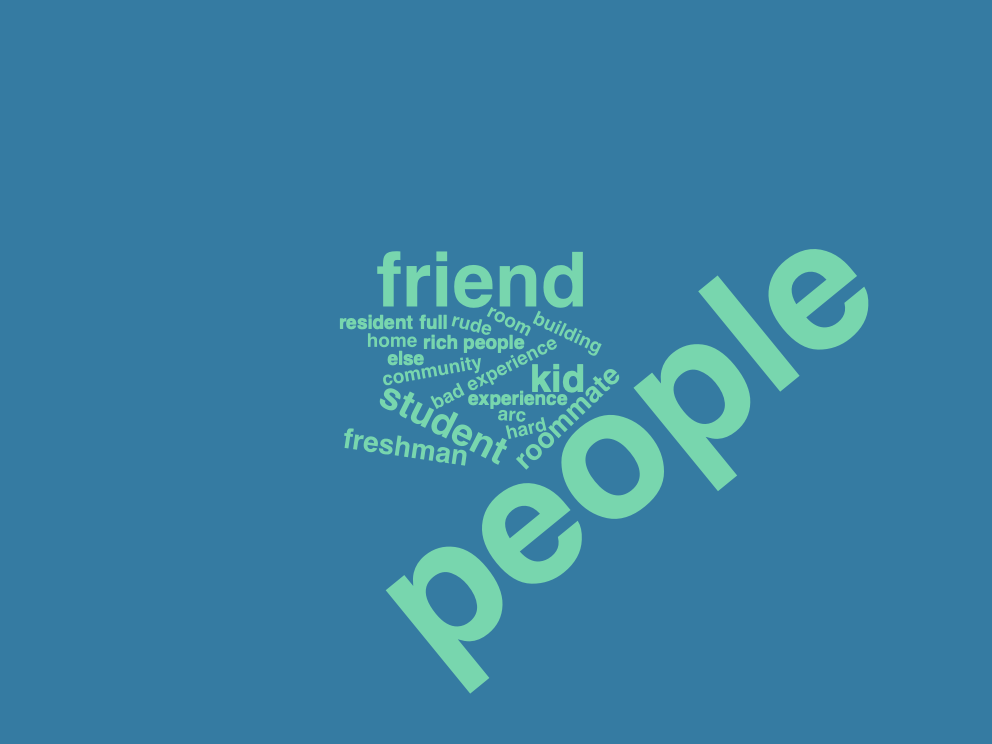 friend
resident full
rude
room
building
home
rich people
else
community
bad experience
kid
experience
student
arc
hard
roommate
freshman
people